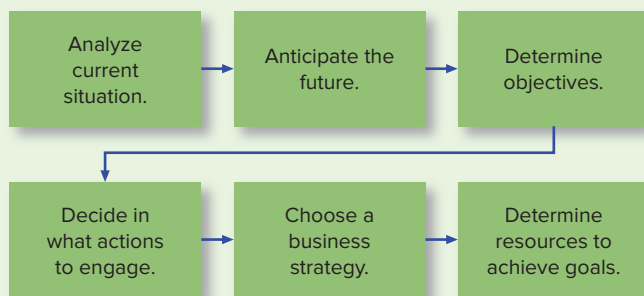 Analyze
current
situation.
Anticipate the
future.
Determine
objectives.
Decide in
what actions
to engage.
Choose a
business
strategy.
Determine
resources to
achieve goals.